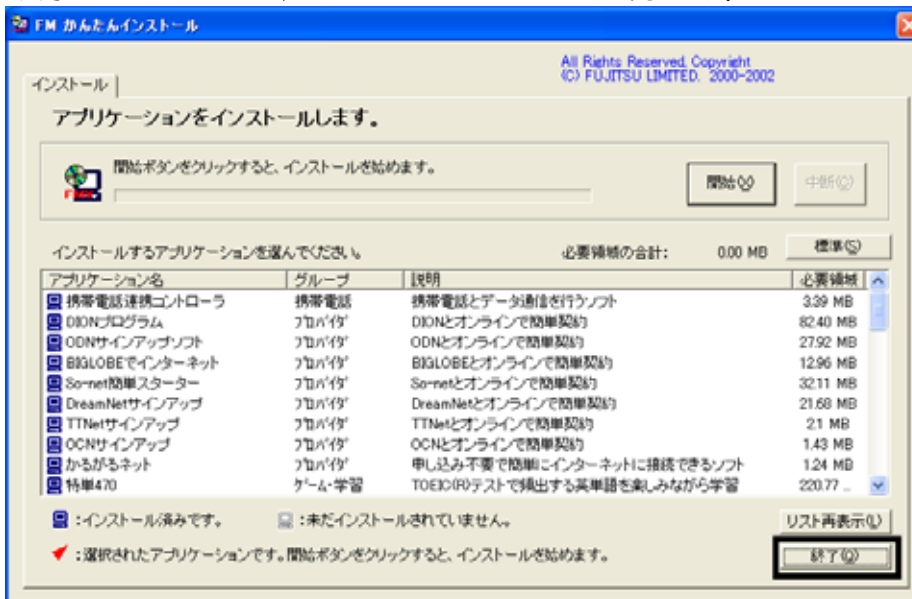 FM かんたんインストール
All Rights Reserved, Copyright
(C) FUJITSU LIMITED. 2000-2002
インストール
アプリケーションをインストールします。
開始ボタンをクリックすると、インストールを始めます。
開始(X) 中断(C)
インストールするアプリケーションを選んでください。 必要領域の合計: 0.00 MB 標準(S)
アプリケーション名 グループ 説明 必要領域
携帯電話連携コントローラ 携帯電話 携帯電話とデータ通信を行うソフト 3.39 MB
DIONプログラム プロバイダ DIONとオンラインで簡単契約 82.40 MB
ODNサインアップソフト プロバイダ ODNとオンラインで簡単契約 27.92 MB
BIGLOBEでインターネット プロバイダ BIGLOBEとオンラインで簡単契約 12.96 MB
So-net簡単スターター プロバイダ So-netとオンラインで簡単契約 32.11 MB
DreamNetサインアップ プロバイダ DreamNetとオンラインで簡単契約 21.68 MB
TTNetサインアップ プロバイダ TTNetとオンラインで簡単契約 2.1 MB
OCNサインアップ プロバイダ OCNとオンラインで簡単契約 1.43 MB
かるがるネット プロバイダ 申し込み不要で簡単にインターネットに接続できるソフト 1.24 MB
特単470 ゲーム・学習 TOEIC(R)テストで頻出する英単語を楽しみながら学習 220.77 ...
:インストール済みです。 :未だインストールされていません。 リスト再表示(L)
:選択されたアプリケーションです。開始ボタンをクリックすると、インストールを始めます。 終了(Q)